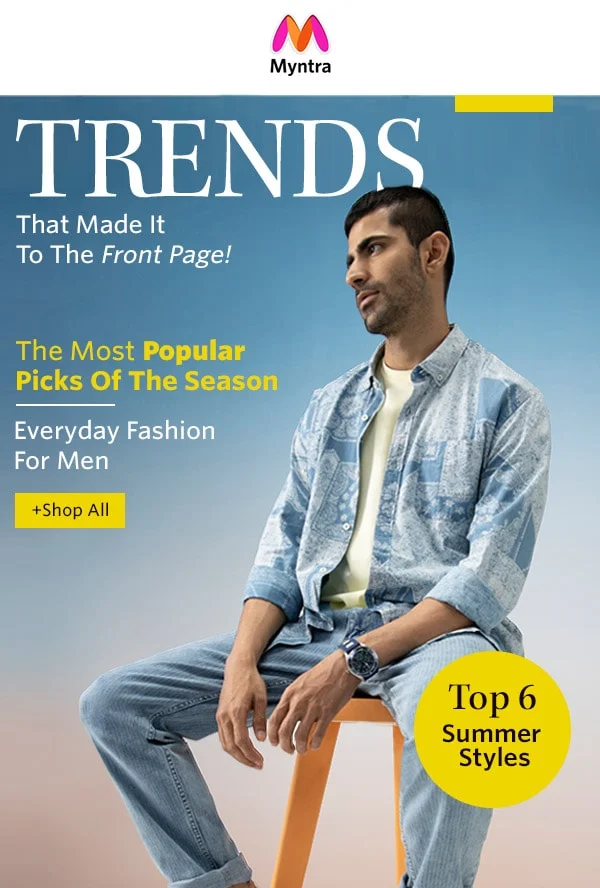 Myntra
TRENDS
That Made It
To The Front Page!
The Most Popular
Picks Of The Season
Everyday Fashion
For Men
+Shop All
Top 6
Summer
Styles